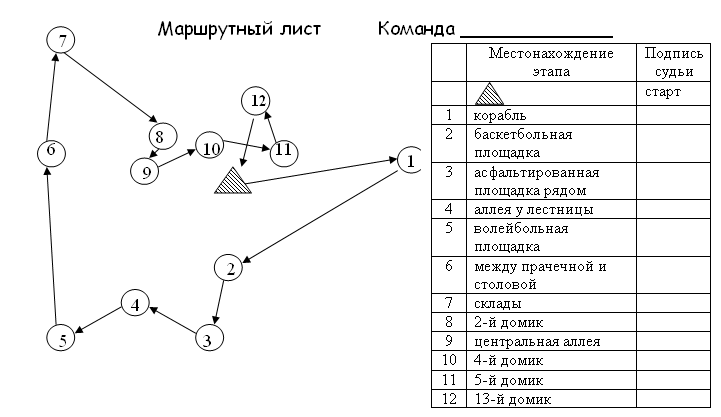 Маршрутный лист Команда _______________
Местонахождение этапа Подпись судьи
старт
1 корабль
2 баскетбольная площадка
3 асфальтированная площадка рядом
4 аллея у лестницы
5 волейбольная площадка
6 между прачечной и столовой
7 склады
8 2-й домик
9 центральная аллея
10 4-й домик
11 5-й домик
12 13-й домик
7
12
8
6
10
11
9
1
2
4
5
3